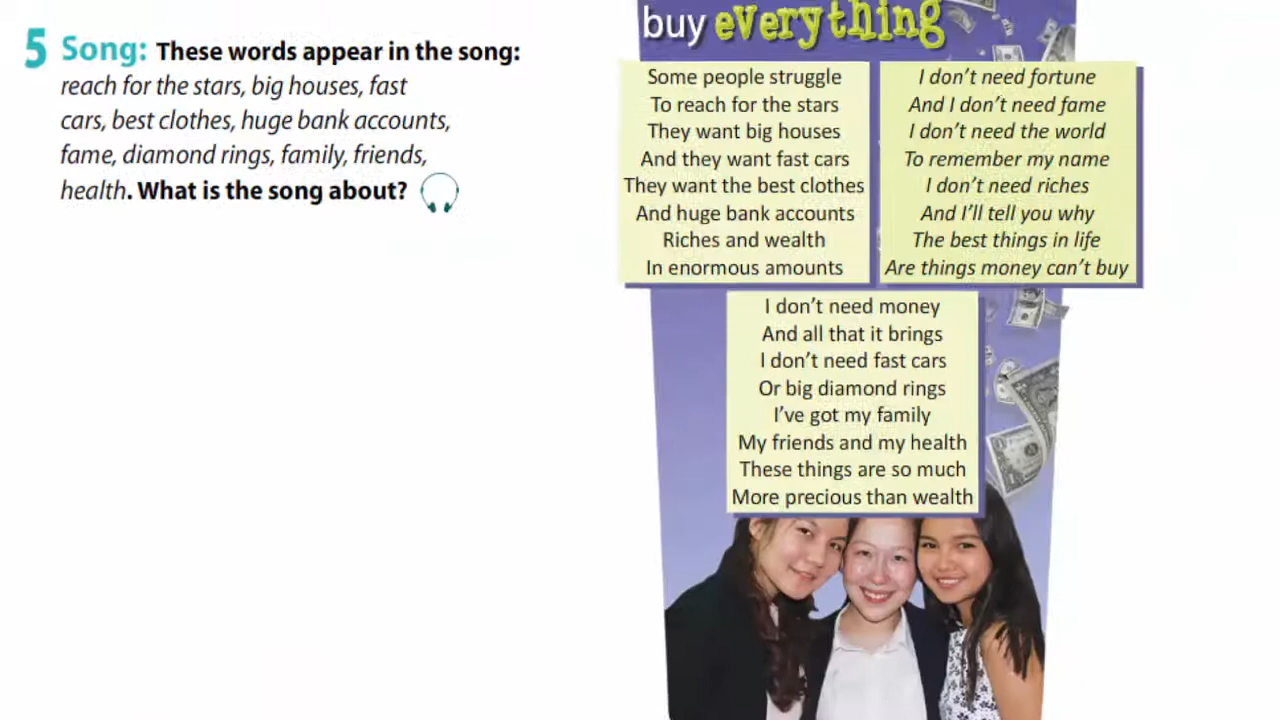 5 Song: These words appear in the song:
reach for the stars, big houses, fast
cars, best clothes, huge bank accounts,
fame, diamond rings, family, friends,
health. What is the song about?
buy everything
Some people struggle
To reach for the stars
They want big houses
And they want fast cars
They want the best clothes
And huge bank accounts
Riches and wealth
In enormous amounts
I don't need fortune
And I don't need fame
I don't need the world
To remember my name
I don't need riches
And I'll tell you why
The best things in life
Are things money can't buy
I don't need money
And all that it brings
I don't need fast cars
Or big diamond rings
I've got my family
My friends and my health
These things are so much
More precious than wealth